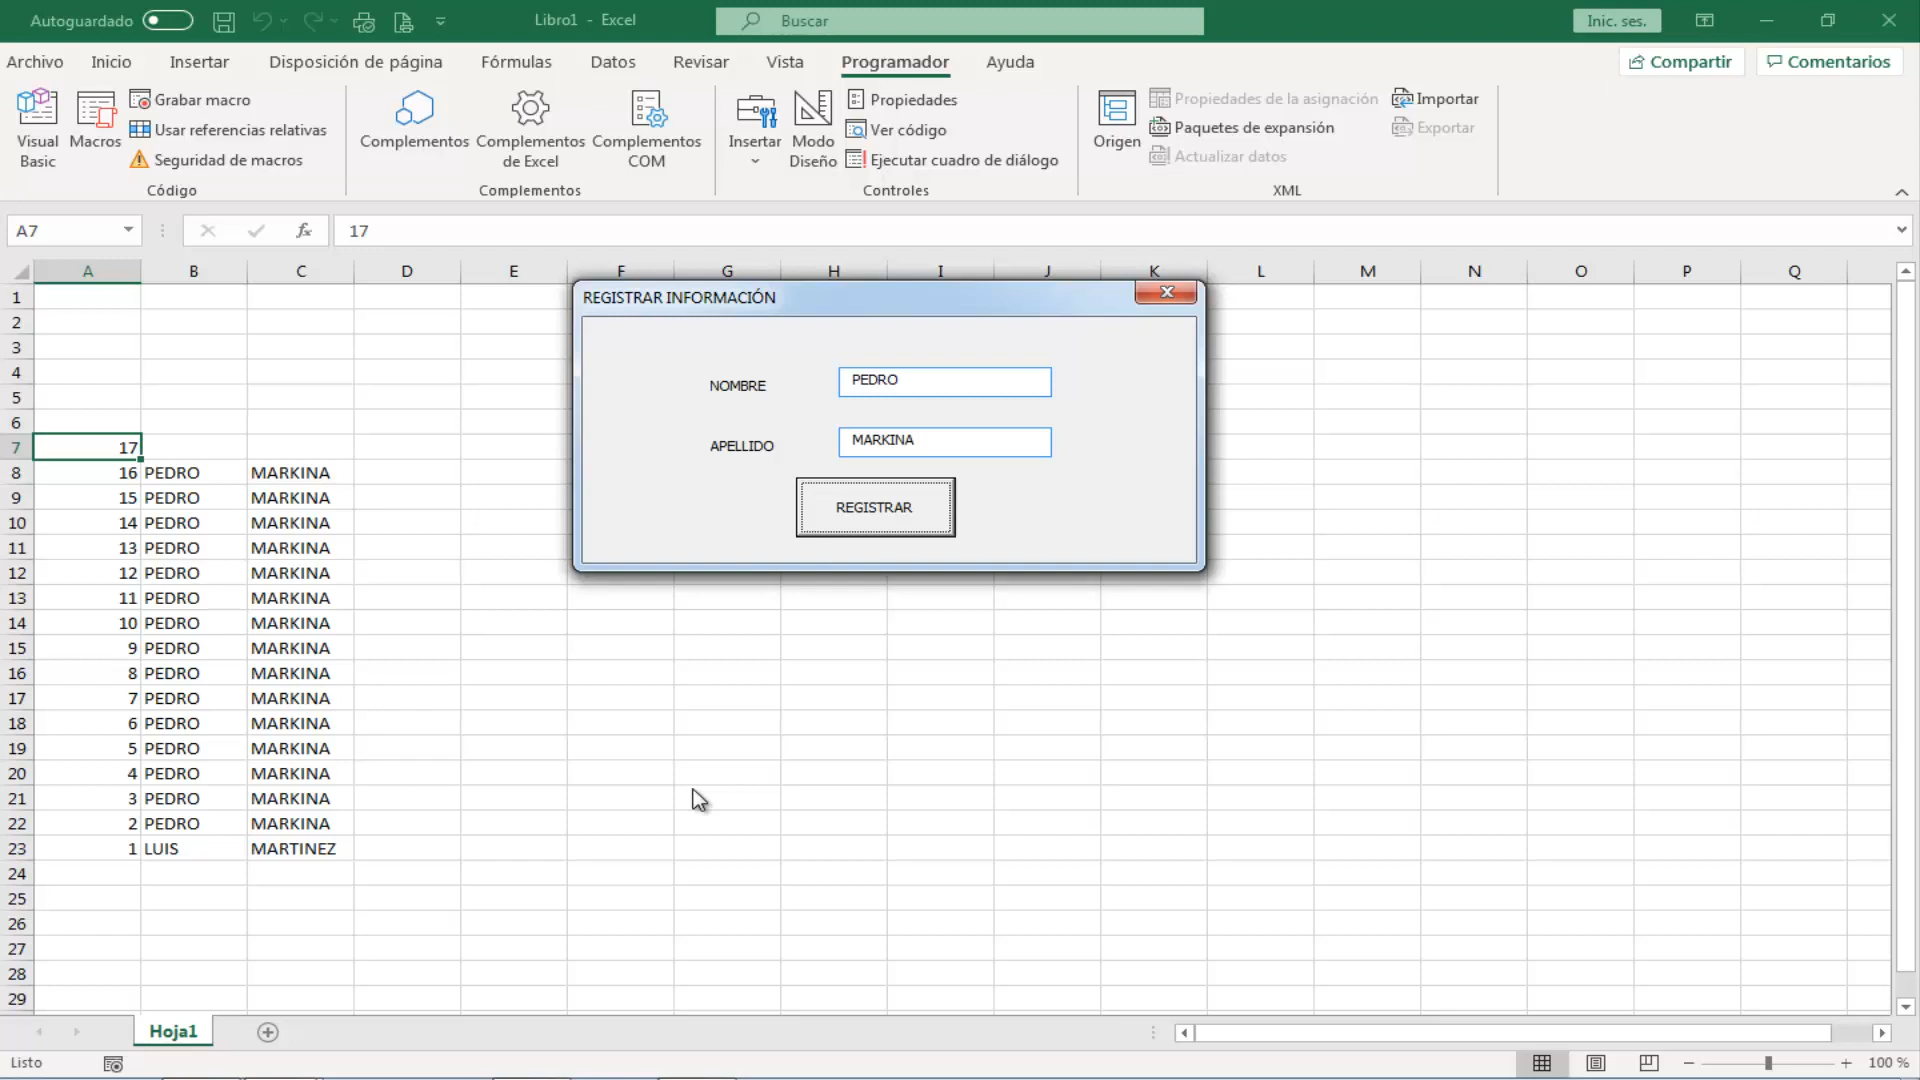 Autoguardado
Libro1 - Excel
Buscar
Inic. ses.
Archivo Inicio Insertar Disposición de página Fórmulas Datos Revisar Vista Programador Ayuda
Compartir
Comentarios
Visual Basic
Macros
Grabar macro
Usar referencias relativas
Seguridad de macros
Código
Complementos
Complementos de Excel
Complementos COM
Complementos
Insertar
Modo Diseño
Propiedades
Ver código
Ejecutar cuadro de diálogo
Controles
Origen
Propiedades de la asignación
Paquetes de expansión
Actualizar datos
Importar
Exportar
XML
A7
fx
17
A B C D E F G H I J K L M N O P Q
1
2
3
4
5
6
7 17
8 16 PEDRO MARKINA
9 15 PEDRO MARKINA
10 14 PEDRO MARKINA
11 13 PEDRO MARKINA
12 12 PEDRO MARKINA
13 11 PEDRO MARKINA
14 10 PEDRO MARKINA
15 9 PEDRO MARKINA
16 8 PEDRO MARKINA
17 7 PEDRO MARKINA
18 6 PEDRO MARKINA
19 5 PEDRO MARKINA
20 4 PEDRO MARKINA
21 3 PEDRO MARKINA
22 2 PEDRO MARKINA
23 1 LUIS MARTINEZ
24
25
26
27
28
29
REGISTRAR INFORMACIÓN
NOMBRE PEDRO
APELLIDO MARKINA
REGISTRAR
Hoja1
Listo
100 %